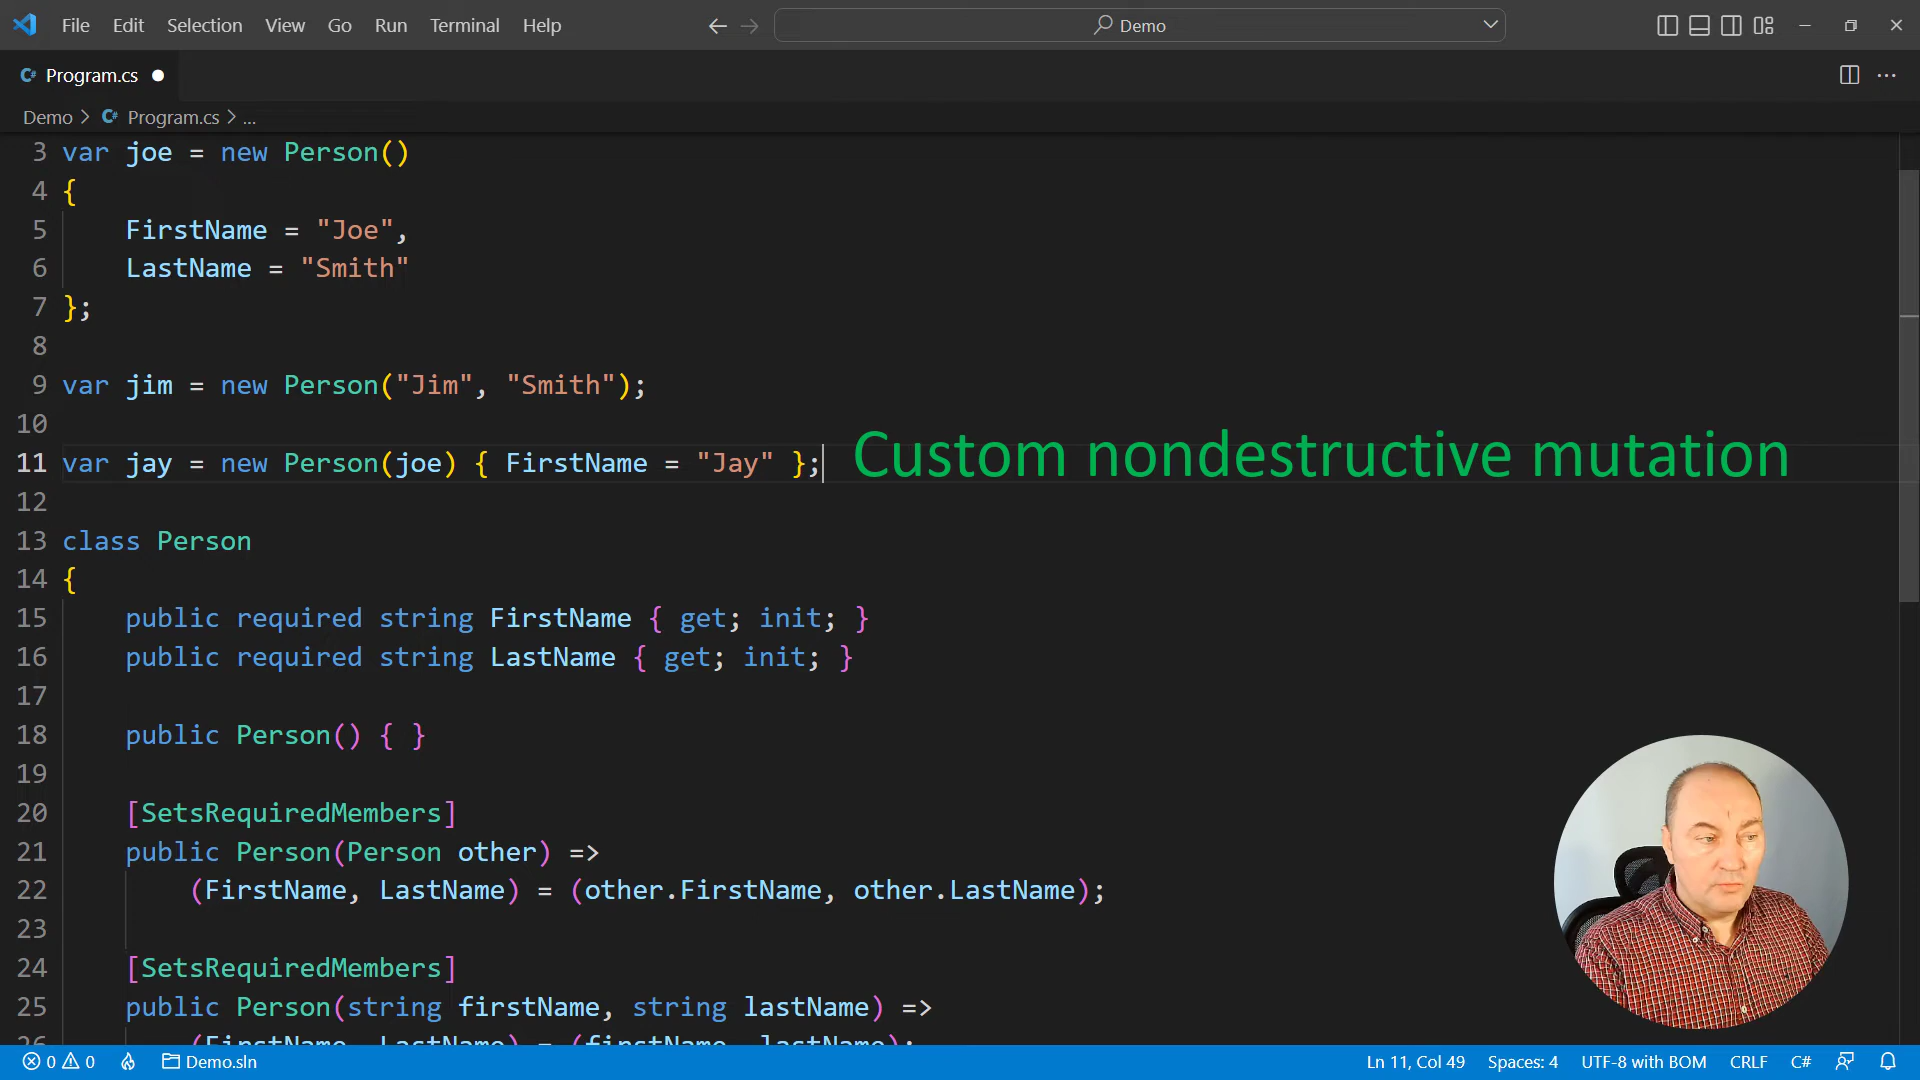 File Edit Selection View Go Run Terminal Help
Demo
Program.cs
Demo > Program.cs > ...
3 var joe = new Person()
4 {
5 FirstName = "Joe",
6 LastName = "Smith"
7 };
8
9 var jim = new Person("Jim", "Smith");
10
11 var jay = new Person(joe) { FirstName = "Jay" }; Custom nondestructive mutation
12
13 class Person
14 {
15 public required string FirstName { get; init; }
16 public required string LastName { get; init; }
17
18 public Person() { }
19
20 [SetsRequiredMembers]
21 public Person(Person other) =>
22 (FirstName, LastName) = (other.FirstName, other.LastName);
23
24 [SetsRequiredMembers]
25 public Person(string firstName, string lastName) =>
26 (FirstName, LastName) = (firstName, lastName);
0 0 Demo.sln Ln 11, Col 49 Spaces: 4 UTF-8 with BOM CRLF C#